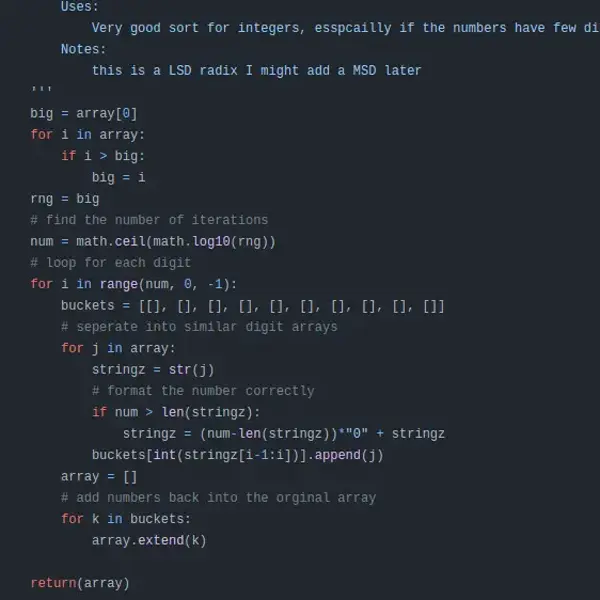 Uses:
Very good sort for integers, esspcailly if the numbers have few di
Notes:
this is a LSD radix I might add a MSD later
'''
big = array[0]
for i in array:
if i > big:
big = i
rng = big
# find the number of iterations
num = math.ceil(math.log10(rng))
# loop for each digit
for i in range(num, 0, -1):
buckets = [[], [], [], [], [], [], [], [], [], []]
# seperate into similar digit arrays
for j in array:
stringz = str(j)
# format the number correctly
if num > len(stringz):
stringz = (num-len(stringz))*"0" + stringz
buckets[int(stringz[i-1:i])].append(j)
array = []
# add numbers back into the orginal array
for k in buckets:
array.extend(k)
return(array)